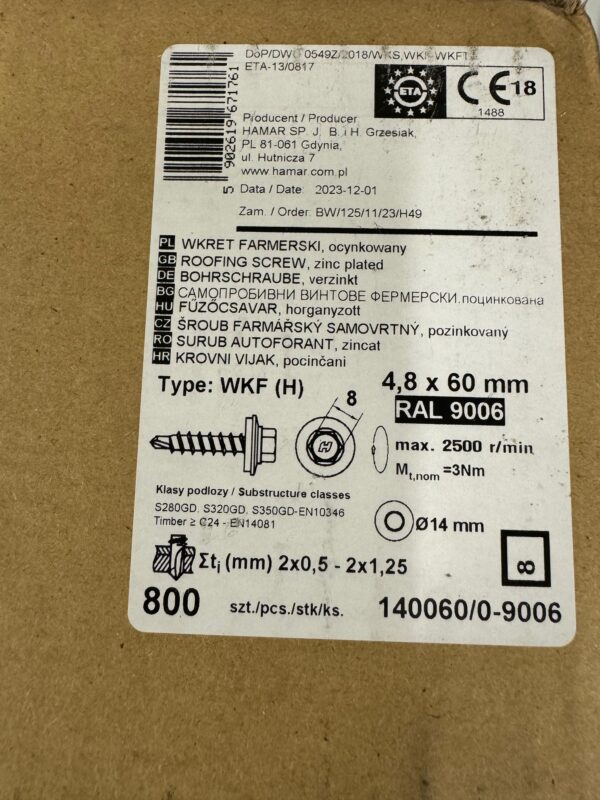 DoP/DWU 0549Z/2018/WKS,WKF,WKFT
ETA-13/0817
ETA
CE 18
1488
5 902619 671761
Producent / Producer
HAMAR SP. J. B. i H. Grzesiak,
PL 81-061 Gdynia,
ul. Hutnicza 7
www.hamar.com.pl
Data / Date: 2023-12-01
Zam. / Order: BW/125/11/23/H49
PL WKRET FARMERSKI, ocynkowany
GB ROOFING SCREW, zinc plated
DE BOHRSCHRAUBE, verzinkt
BG САМОПРОБИВНИ ВИНТОВЕ ФЕРМЕРСКИ.поцинкована
HU FÚZÓCSAVAR, horganyzott
CZ ŠROUB FARMÁŘSKÝ SAMOVRTNÝ, pozinkovaný
RO SURUB AUTOFORANT, zincat
HR KROVNI VIJAK, pocinčani
Type: WKF (H)
4,8 x 60 mm
RAL 9006
8
H
max. 2500 r/min
Mt,nom =3Nm
Klasy podlozy / Substructure classes
S280GD, S320GD, S350GD-EN10346
Timber ≥ C24 - EN14081
Ø14 mm
Σti (mm) 2x0,5 - 2x1,25
8
800 szt./pcs./stk/ks. 140060/0-9006